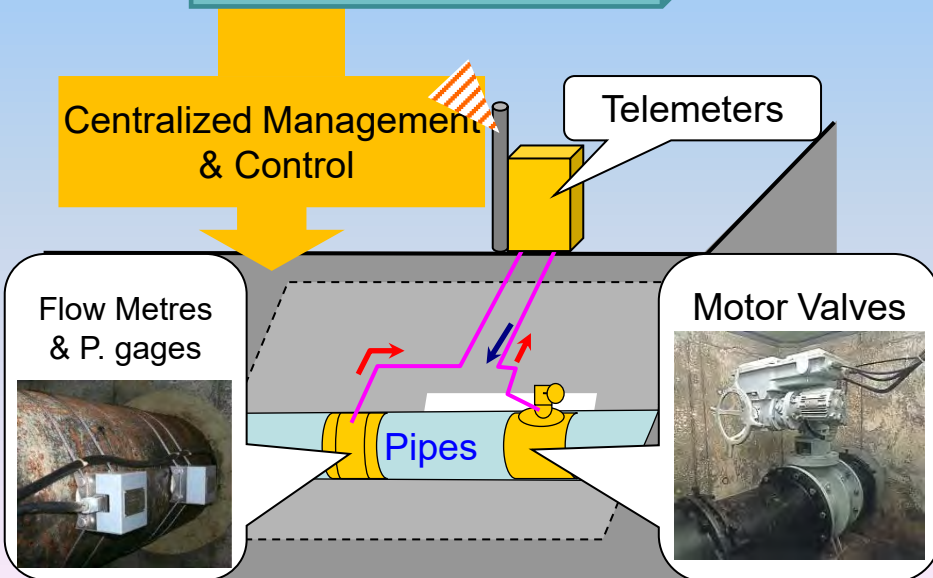 Centralized Management
& Control
Telemeters
Flow Metres
& P. gages
Motor Valves
Pipes